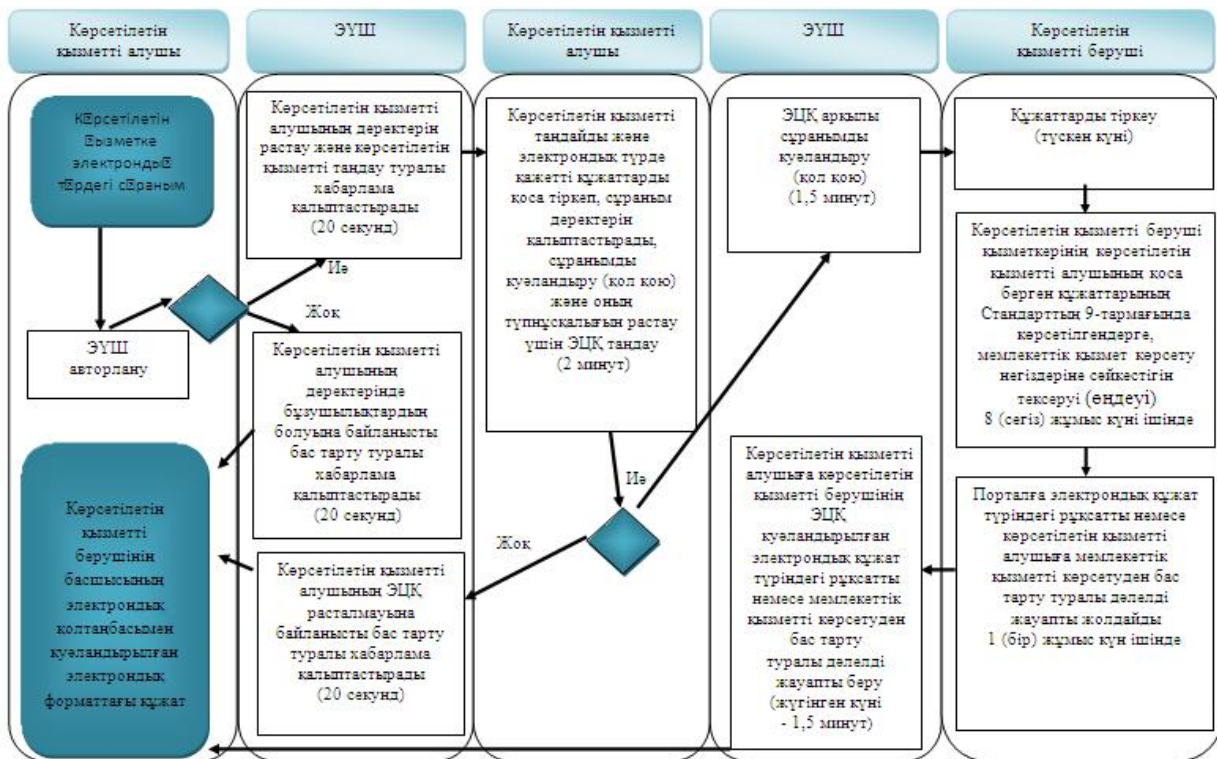 Көрсетілетін
қызметті алушы
ЭҮШ
Көрсетілетін қызметті
алушы
ЭҮШ
Көрсетілетін
қызметті беруші
К□рсетілетін
□ызметке
электронды□
т□рдегі с□раным
ЭҮШ
авторлану
Көрсетілетін
қызметті
берушінің
басшысының
электрондық
қолтаңбасымен
куәландырылған
электрондық
форматтағы құжат
Көрсетілетін қызметті
алушының деректерін
растау және көрсетілетін
қызметті таңдау туралы
хабарлама
қалыптастырады
(20 секунд)
Иә
Жоқ
Көрсетілетін қызметті
алушының
деректерінде
бұзушылықтардың
болуына байланысты
бас тарту туралы
хабарлама
қалыптастырады
(20 секунд)
Көрсетілетін қызметті
алушының ЭЦҚ
расталмауына
байланысты бас тарту
туралы хабарлама
қалыптастырады
(20 секунд)
Көрсетілетін қызметті
таңдайды және
электрондық түрде
қажетті құжаттарды
қоса тіркеп, сұраным
деректерін
қалыптастырады,
сұранымды
куәландыру (қол қою)
және оның
түпнұсқалығын растау
үшін ЭЦҚ таңдау
(2 минут)
Иә
Жоқ
ЭЦҚ арқылы
сұранымды
куәландыру
(қол қою)
(1,5 минут)
Көрсетілетін қызметті
алушыға көрсетілетін
қызметті берушінің
ЭЦҚ
куәландырылған
электрондық құжат
түріндегі рұқсатты
немесе мемлекеттік
қызметті көрсетуден
бас тарту
туралы дәлелді
жауапты беру
(жүгінген күні
- 1,5 минут)
Құжаттарды тіркеу
(түскен күні)
Көрсетілетін қызметті беруші
қызметкерінің көрсетілетін
қызметті алушының қоса
берген құжаттарының
Стандарттың 9-тармағында
көрсетілгендерге,
мемлекеттік қызмет көрсету
негіздеріне сәйкестігін
тексеруі (өңдеуі)
8 (сегіз) жұмыс күні ішінде
Порталға электрондық құжат
түріндегі рұқсатты немесе
көрсетілетін қызметті
алушыға мемлекеттік
қызметті көрсетуден бас
тарту туралы дәлелді
жауапты жолдайды
1 (бір) жұмыс күн ішінде